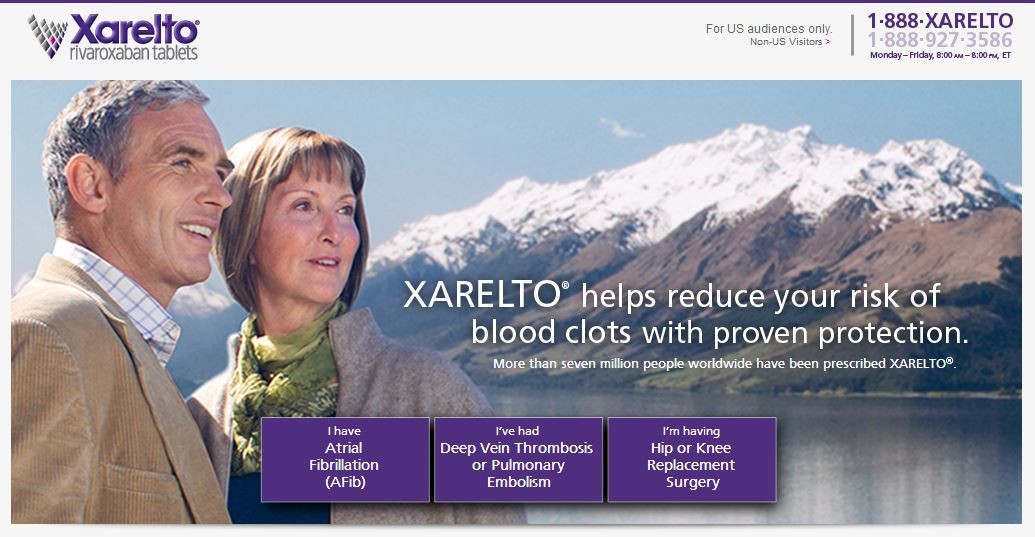 Xarelto®
rivaroxaban tablets
For US audiences only.
Non-US Visitors >
1·888·XARELTO
1·888·927·3586
Monday – Friday, 8:00 AM – 8:00 PM, ET
XARELTO® helps reduce your risk of
blood clots with proven protection.
More than seven million people worldwide have been prescribed XARELTO®.
I have
Atrial
Fibrillation
(AFib)
I've had
Deep Vein Thrombosis
or Pulmonary
Embolism
I'm having
Hip or Knee
Replacement
Surgery